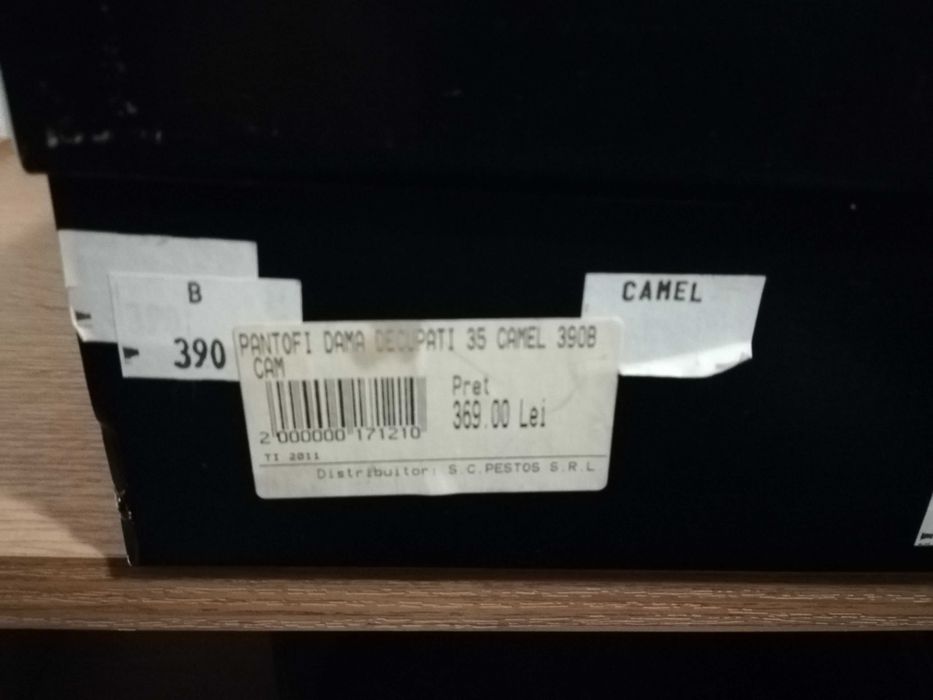 B
390
CAMEL
PANTOFI DAMA DECUPATI 35 CAMEL 390B
CAM
Pret
369.00 Lei
2 000000 171210
TI 2011
Distribuitor: S.C.PESTOS S.R.L